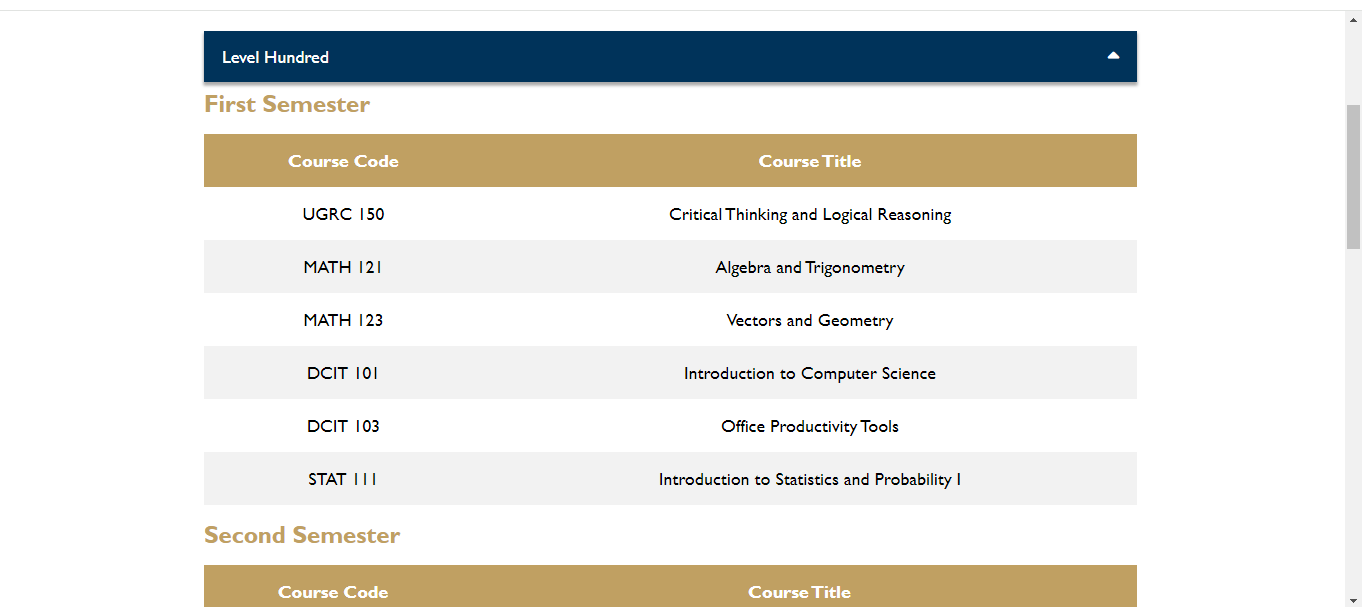 Level Hundred
First Semester
Course Code Course Title
UGRC 150 Critical Thinking and Logical Reasoning
MATH 121 Algebra and Trigonometry
MATH 123 Vectors and Geometry
DCIT 101 Introduction to Computer Science
DCIT 103 Office Productivity Tools
STAT 111 Introduction to Statistics and Probability I
Second Semester
Course Code Course Title